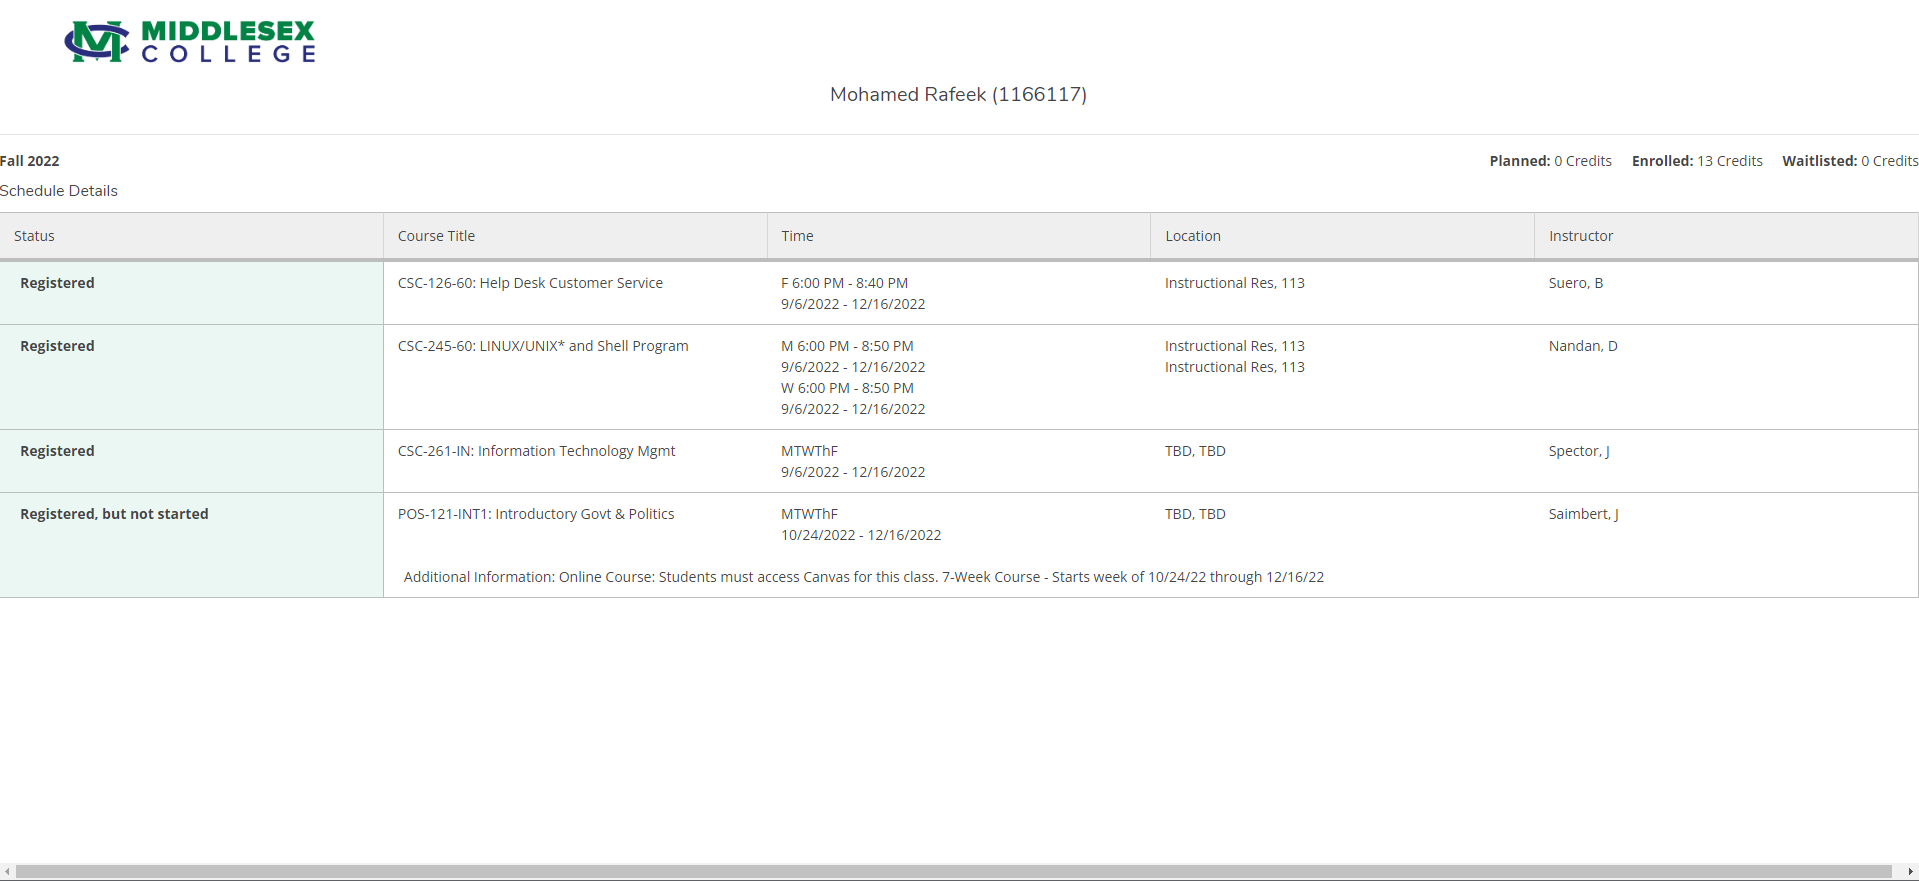 MIDDLESEX
COLLEGE
Mohamed Rafeek (1166117)
Fall 2022
Planned: 0 Credits Enrolled: 13 Credits Waitlisted: 0 Credits
Schedule Details
Status Course Title Time Location Instructor
Registered CSC-126-60: Help Desk Customer Service F 6:00 PM - 8:40 PM Instructional Res, 113 Suero, B
9/6/2022 - 12/16/2022
Registered CSC-245-60: LINUX/UNIX* and Shell Program M 6:00 PM - 8:50 PM Instructional Res, 113 Nandan, D
9/6/2022 - 12/16/2022 Instructional Res, 113
W 6:00 PM - 8:50 PM
9/6/2022 - 12/16/2022
Registered CSC-261-IN: Information Technology Mgmt MTWThF TBD, TBD Spector, J
9/6/2022 - 12/16/2022
Registered, but not started POS-121-INT1: Introductory Govt & Politics MTWThF TBD, TBD Saimbert, J
10/24/2022 - 12/16/2022
Additional Information: Online Course: Students must access Canvas for this class. 7-Week Course - Starts week of 10/24/22 through 12/16/22